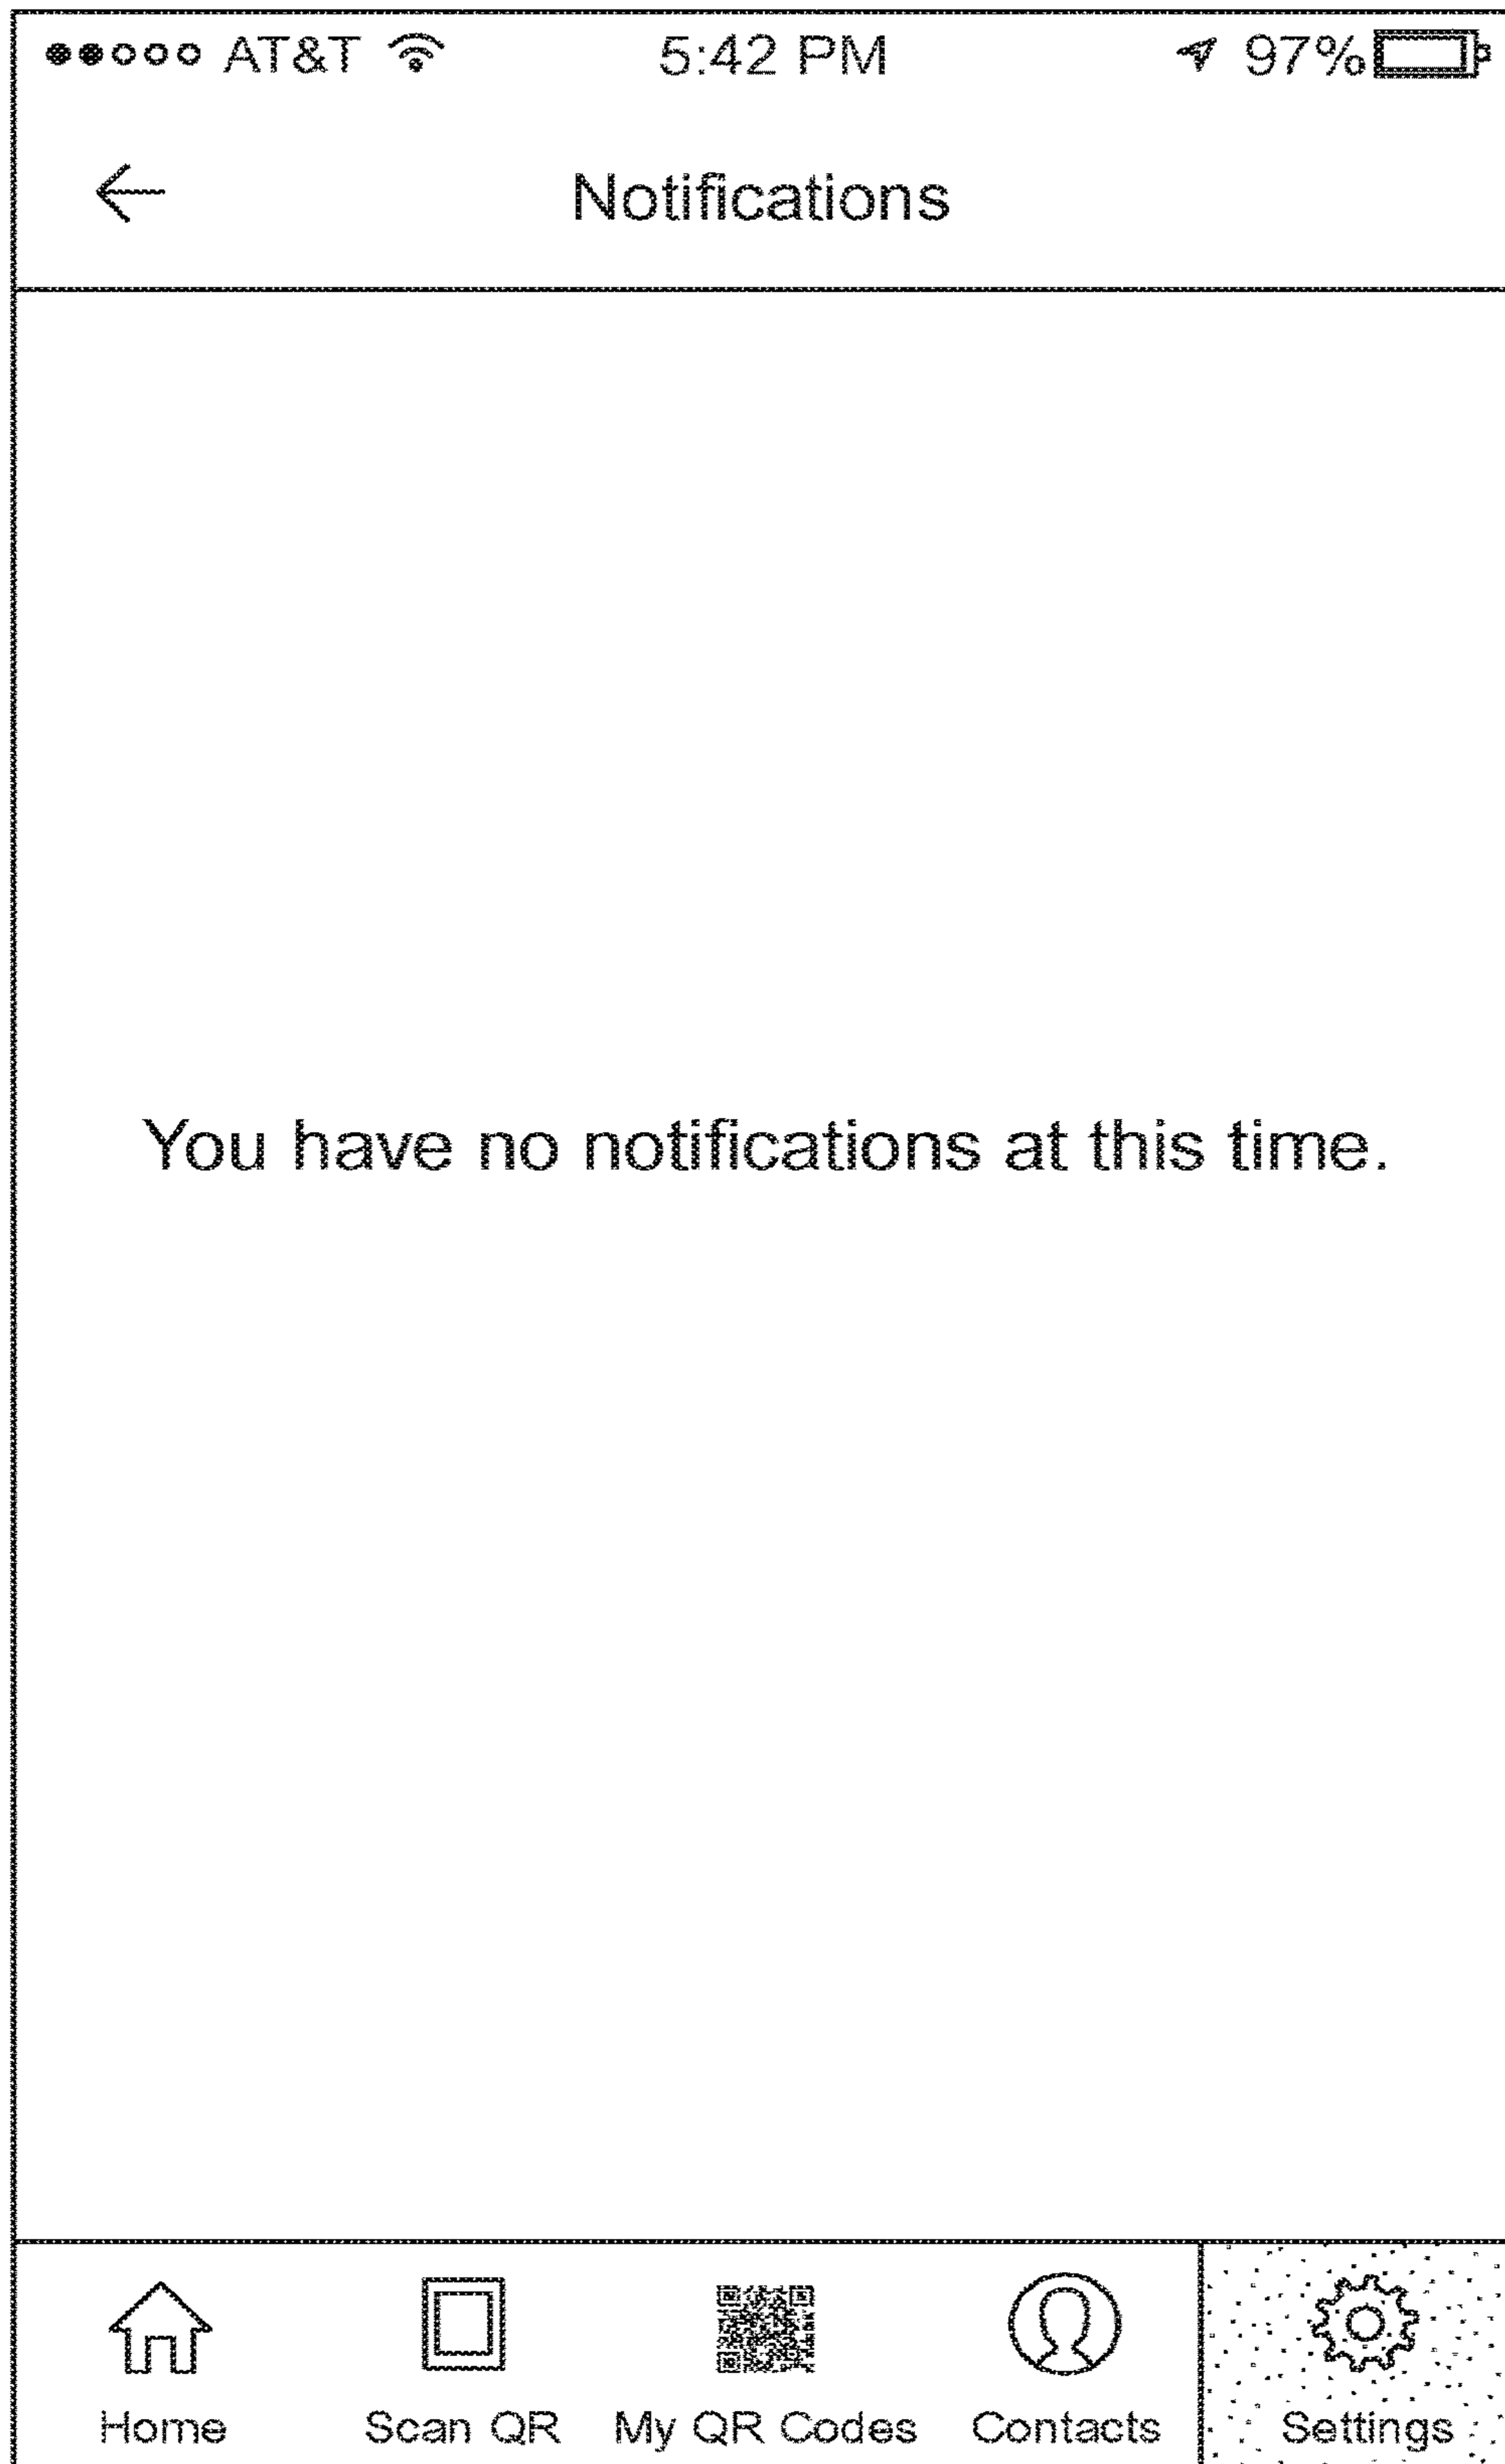 AT&T 5:42 PM 97%
Notifications
You have no notifications at this time.
Home Scan QR My QR Codes Contacts Settings